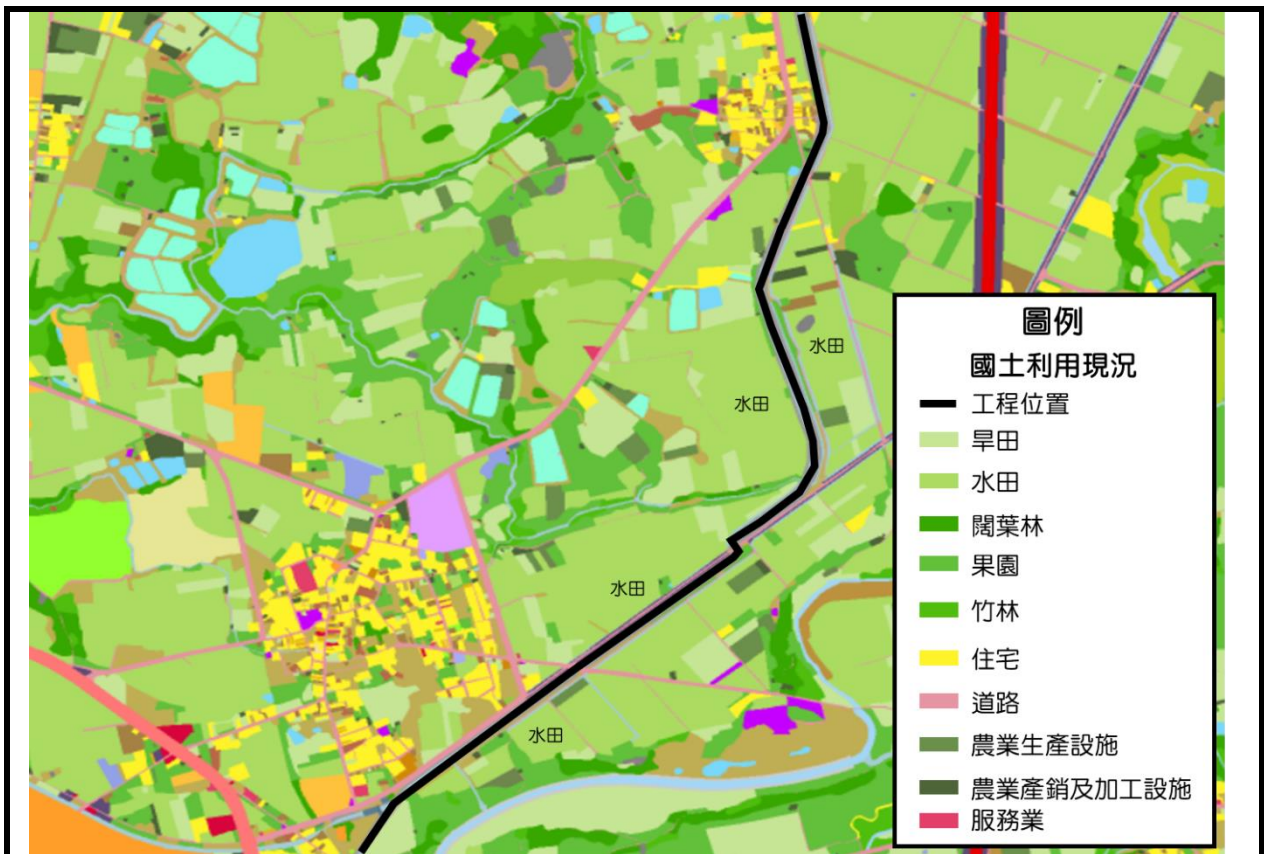 水田
水田
水田
水田
圖例
國土利用現況
工程位置
旱田
水田
闊葉林
果園
竹林
住宅
道路
農業生產設施
農業產銷及加工設施
服務業